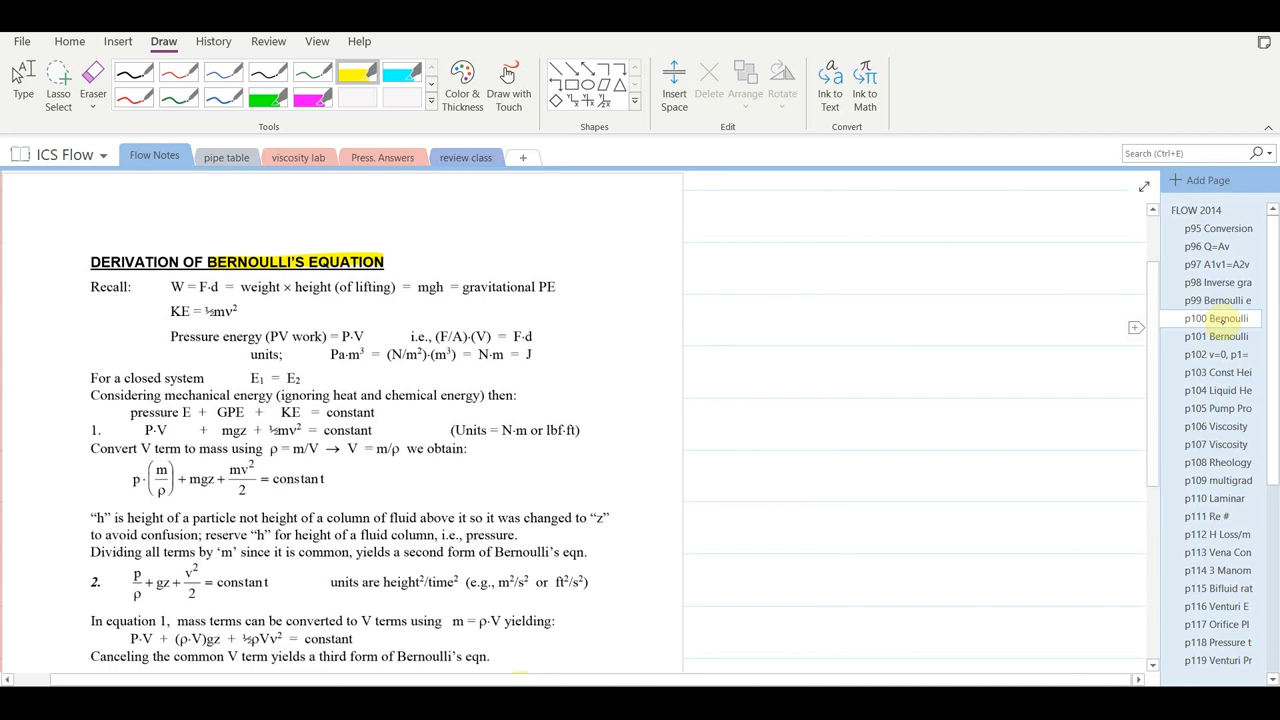 File Home Insert Draw History Review View Help
Type Lasso Select Eraser Color & Thickness Draw with Touch Insert Space Delete Arrange Rotate Ink to Text Ink to Math
Tools Shapes Edit Convert
ICS Flow Flow Notes pipe table viscosity lab Press. Answers review class + Search (Ctrl+E)
Add Page
FLOW 2014
p95 Conversion
p96 Q=Av
p97 A1v1=A2v
p98 Inverse gra
p99 Bernoulli e
p100 Bernoulli
p101 Bernoulli
p102 v=0, p1=
p103 Const Hei
p104 Liquid He
p105 Pump Pro
p106 Viscosity
p107 Viscosity
p108 Rheology
p109 multigrad
p110 Laminar
p111 Re #
p112 H Loss/m
p113 Vena Con
p114 3 Manom
p115 Bifluid rat
p116 Venturi E
p117 Orifice Pl
p118 Pressure t
p119 Venturi Pr
DERIVATION OF BERNOULLI'S EQUATION
Recall: W = F·d = weight × height (of lifting) = mgh = gravitational PE
KE = ½mv²
Pressure energy (PV work) = P·V i.e., (F/A)·(V) = F·d
units; Pa·m³ = (N/m²)·(m³) = N·m = J
For a closed system E₁ = E₂
Considering mechanical energy (ignoring heat and chemical energy) then:
pressure E + GPE + KE = constant
1. P·V + mgz + ½mv² = constant (Units = N·m or lbf·ft)
Convert V term to mass using ρ = m/V → V = m/ρ we obtain:
p·(m/ρ) + mgz + mv²/2 = constant
“h” is height of a particle not height of a column of fluid above it so it was changed to “z”
to avoid confusion; reserve “h” for height of a fluid column, i.e., pressure.
Dividing all terms by ‘m’ since it is common, yields a second form of Bernoulli’s eqn.
2. p/ρ + gz + v²/2 = constant units are height²/time² (e.g., m²/s² or ft²/s²)
In equation 1, mass terms can be converted to V terms using m = ρ·V yielding:
P·V + (ρ·V)gz + ½ρVv² = constant
Canceling the common V term yields a third form of Bernoulli’s eqn.